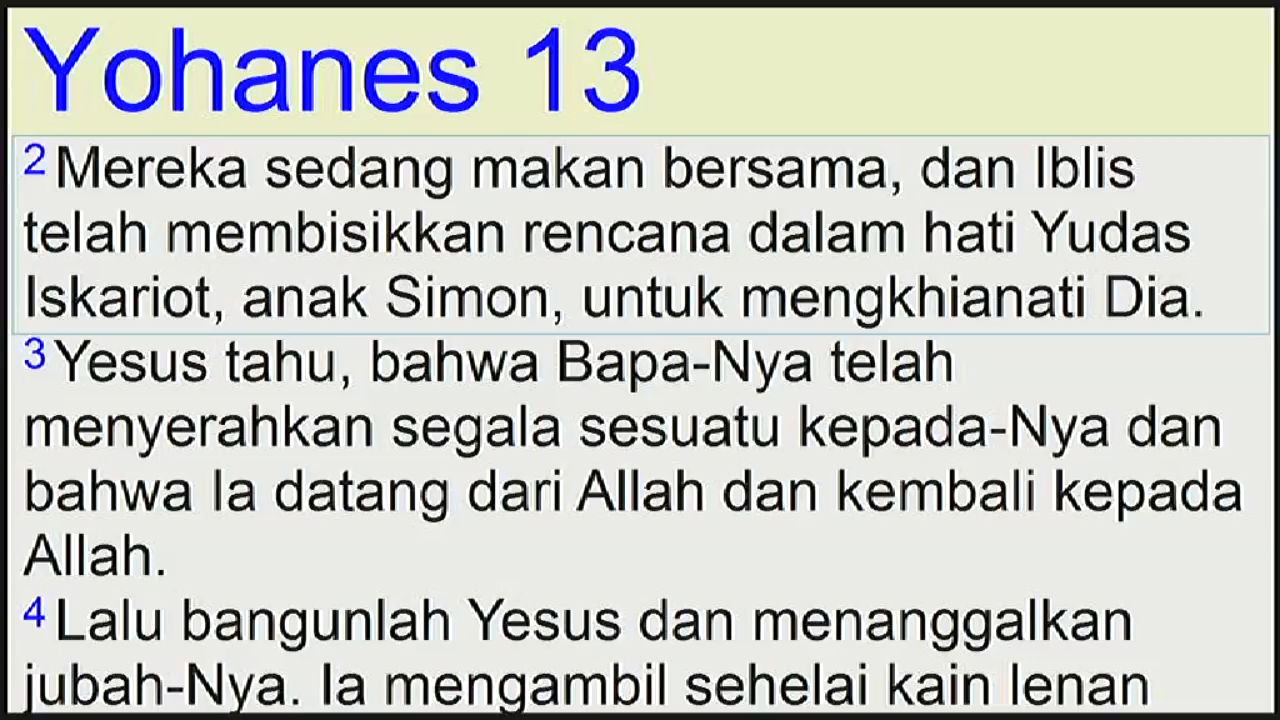 Yohanes 13
2 Mereka sedang makan bersama, dan Iblis
telah membisikkan rencana dalam hati Yudas
Iskariot, anak Simon, untuk mengkhianati Dia.
3 Yesus tahu, bahwa Bapa-Nya telah
menyerahkan segala sesuatu kepada-Nya dan
bahwa Ia datang dari Allah dan kembali kepada
Allah.
4 Lalu bangunlah Yesus dan menanggalkan
jubah-Nya. Ia mengambil sehelai kain lenan